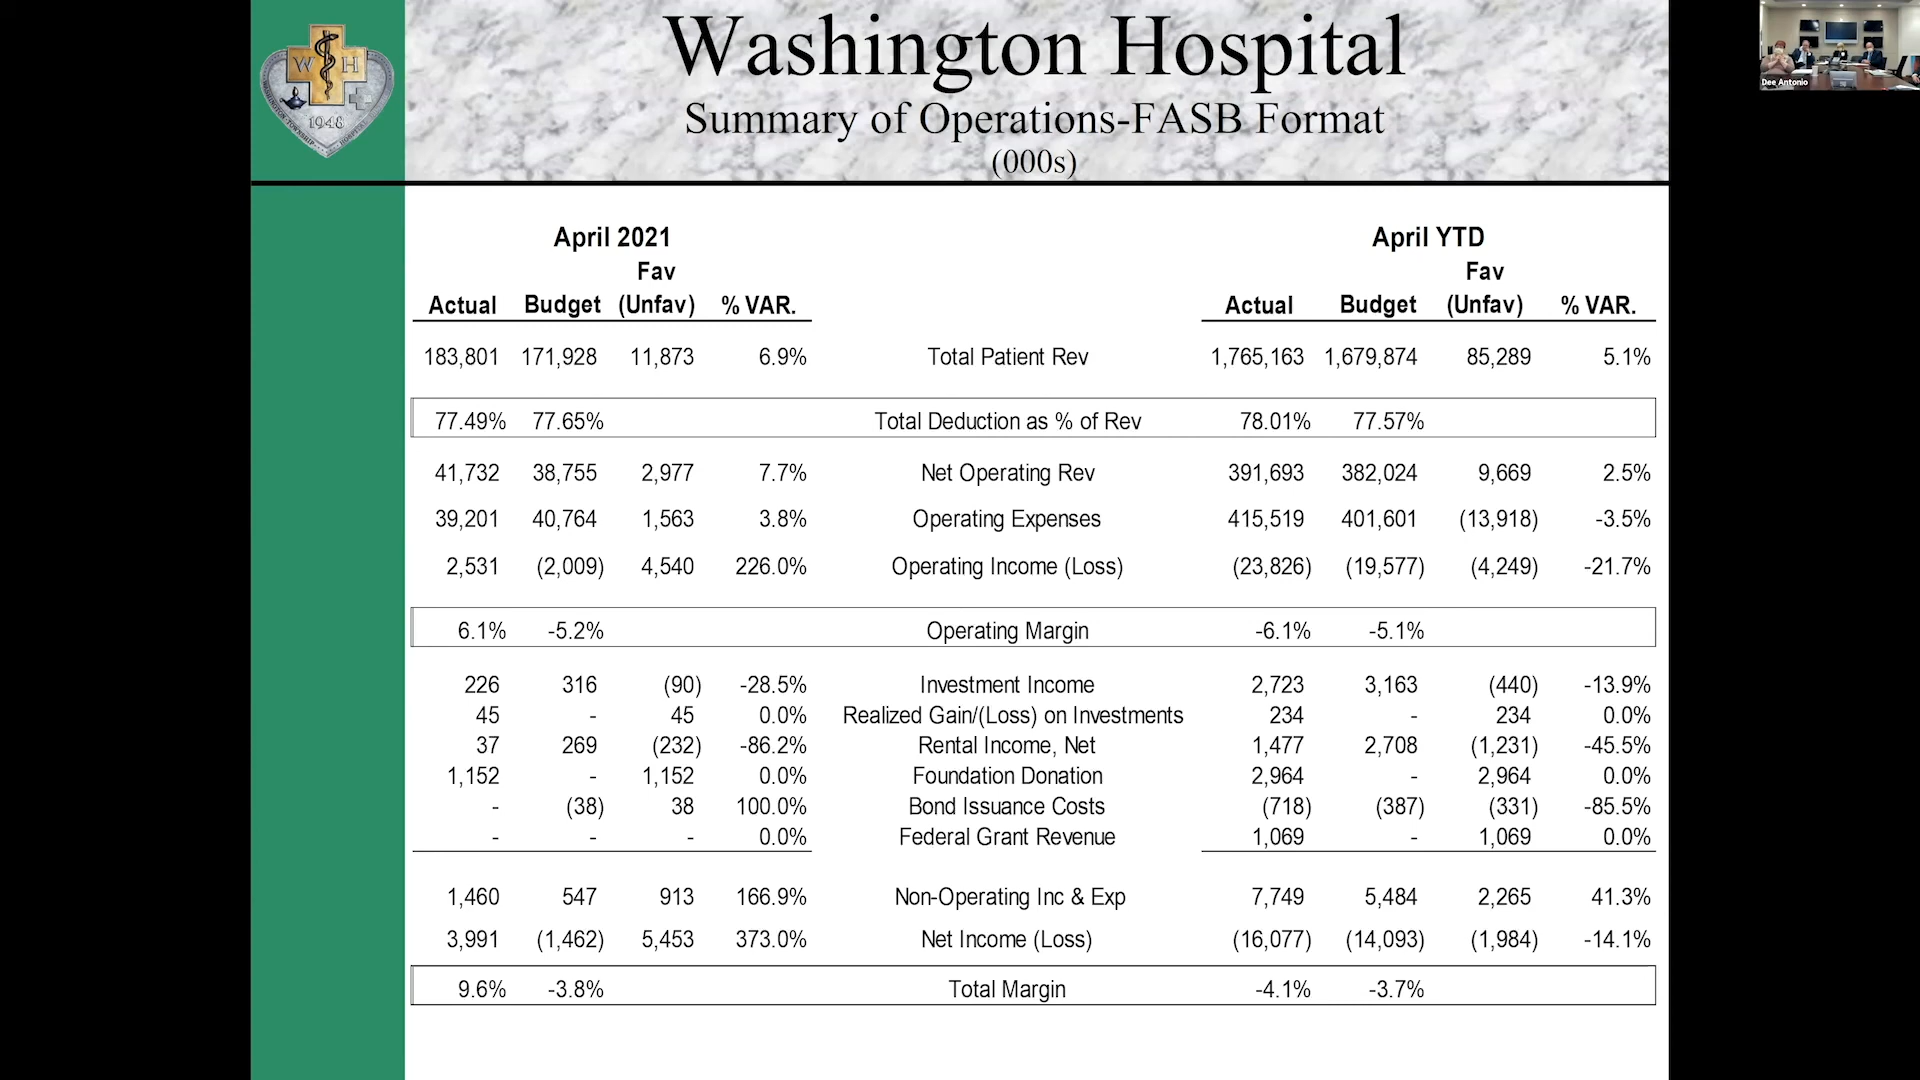 Washington Hospital
Summary of Operations-FASB Format
(000s)
W H
1948
Dee Antonio
April 2021 April YTD
Fav Fav
Actual Budget (Unfav) % VAR. Actual Budget (Unfav) % VAR.
183,801 171,928 11,873 6.9% Total Patient Rev 1,765,163 1,679,874 85,289 5.1%
77.49% 77.65% Total Deduction as % of Rev 78.01% 77.57%
41,732 38,755 2,977 7.7% Net Operating Rev 391,693 382,024 9,669 2.5%
39,201 40,764 1,563 3.8% Operating Expenses 415,519 401,601 (13,918) -3.5%
2,531 (2,009) 4,540 226.0% Operating Income (Loss) (23,826) (19,577) (4,249) -21.7%
6.1% -5.2% Operating Margin -6.1% -5.1%
226 316 (90) -28.5% Investment Income 2,723 3,163 (440) -13.9%
45 - 45 0.0% Realized Gain/(Loss) on Investments 234 - 234 0.0%
37 269 (232) -86.2% Rental Income, Net 1,477 2,708 (1,231) -45.5%
1,152 - 1,152 0.0% Foundation Donation 2,964 - 2,964 0.0%
- (38) 38 100.0% Bond Issuance Costs (718) (387) (331) -85.5%
- - - 0.0% Federal Grant Revenue 1,069 - 1,069 0.0%
1,460 547 913 166.9% Non-Operating Inc & Exp 7,749 5,484 2,265 41.3%
3,991 (1,462) 5,453 373.0% Net Income (Loss) (16,077) (14,093) (1,984) -14.1%
9.6% -3.8% Total Margin -4.1% -3.7%